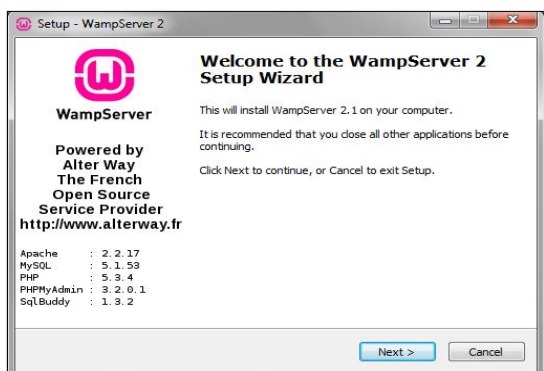 Setup - WampServer 2
WampServer
Powered by
Alter Way
The French
Open Source
Service Provider
http://www.alterway.fr
Apache : 2.2.17
MySQL : 5.1.53
PHP : 5.3.4
PHPMyAdmin : 3.2.0.1
SqlBuddy : 1.3.2
Welcome to the WampServer 2
Setup Wizard
This will install WampServer 2.1 on your computer.
It is recommended that you close all other applications before
continuing.
Click Next to continue, or Cancel to exit Setup.
Next >
Cancel